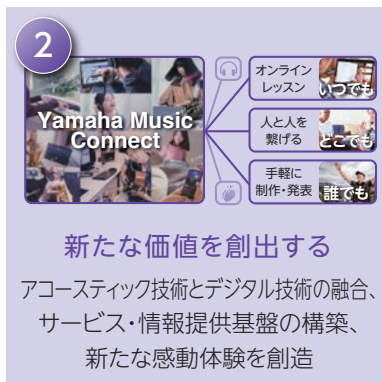 2
Yamaha Music
Connect
オンライン
レッスン
いつでも
人と人を
繋げる
どこでも
手軽に
制作・発表
誰でも
新たな価値を創出する
アコースティック技術とデジタル技術の融合、
サービス・情報提供基盤の構築、
新たな感動体験を創造